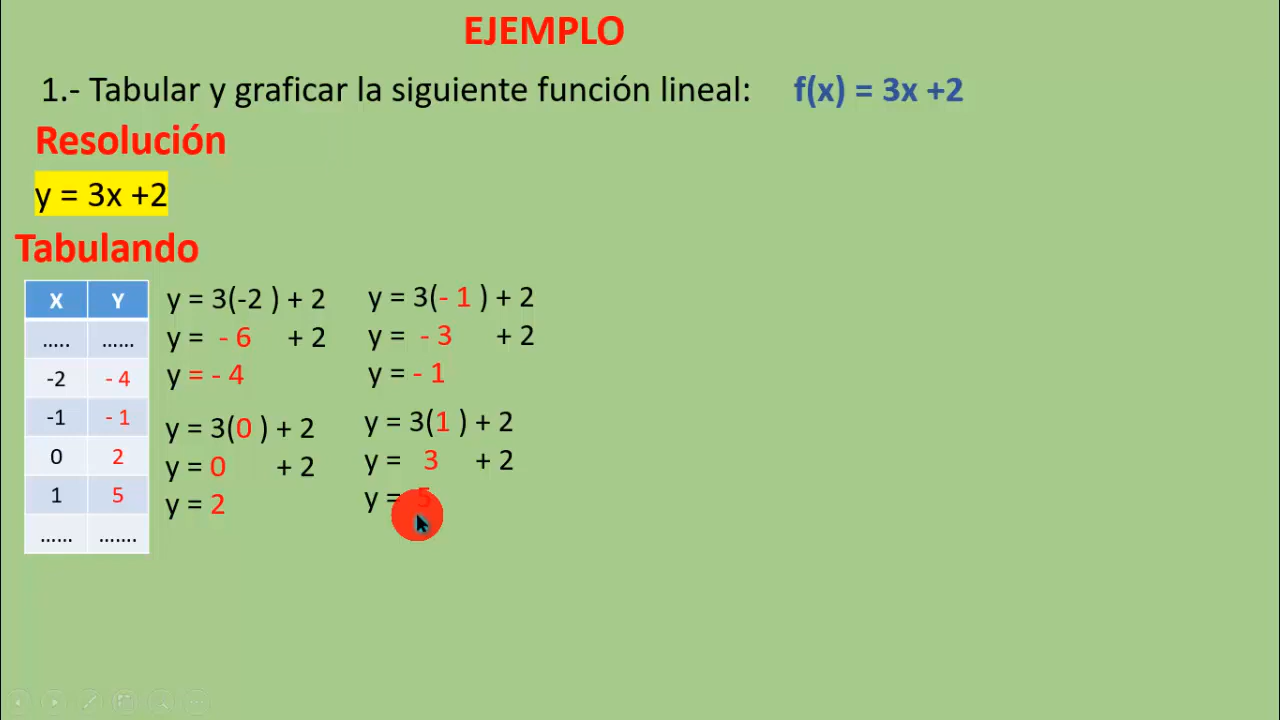 EJEMPLO
1.- Tabular y graficar la siguiente función lineal: f(x) = 3x +2
Resolución
y = 3x +2
Tabulando
X Y
..... ......
-2 - 4
-1 - 1
0 2
1 5
...... .......
y = 3(-2 ) + 2
y = - 6 + 2
y = - 4
y = 3(- 1 ) + 2
y = - 3 + 2
y = - 1
y = 3(0 ) + 2
y = 0 + 2
y = 2
y = 3(1 ) + 2
y = 3 + 2
y = 5